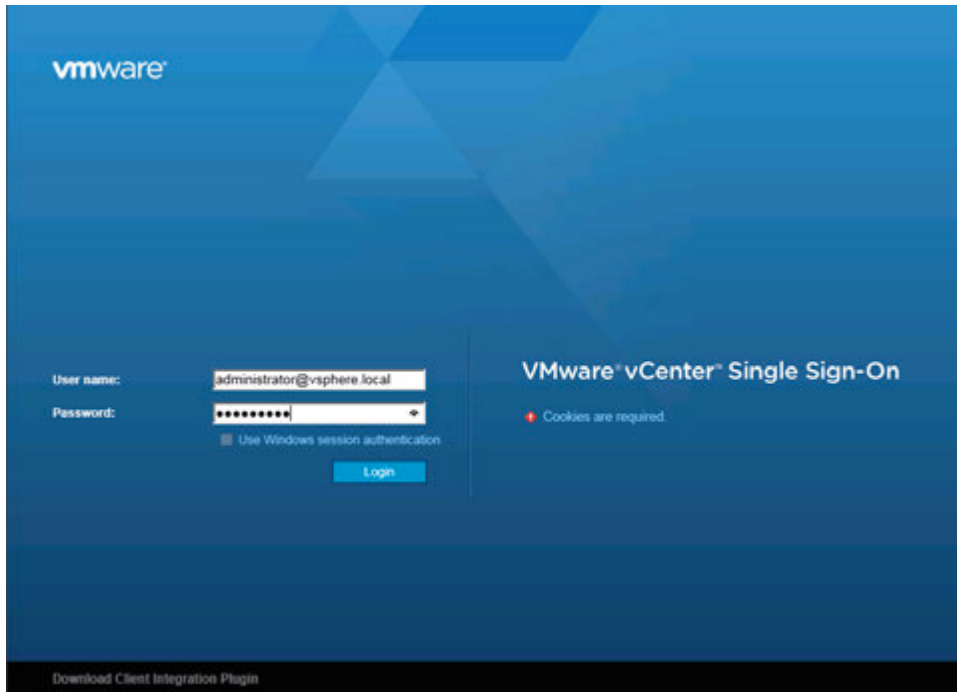 vmware®
User name:
administrator@vsphere.local
Password:
•••••••••
Use Windows session authentication
Login
VMware® vCenter™ Single Sign-On
Cookies are required.
Download Client Integration Plugin